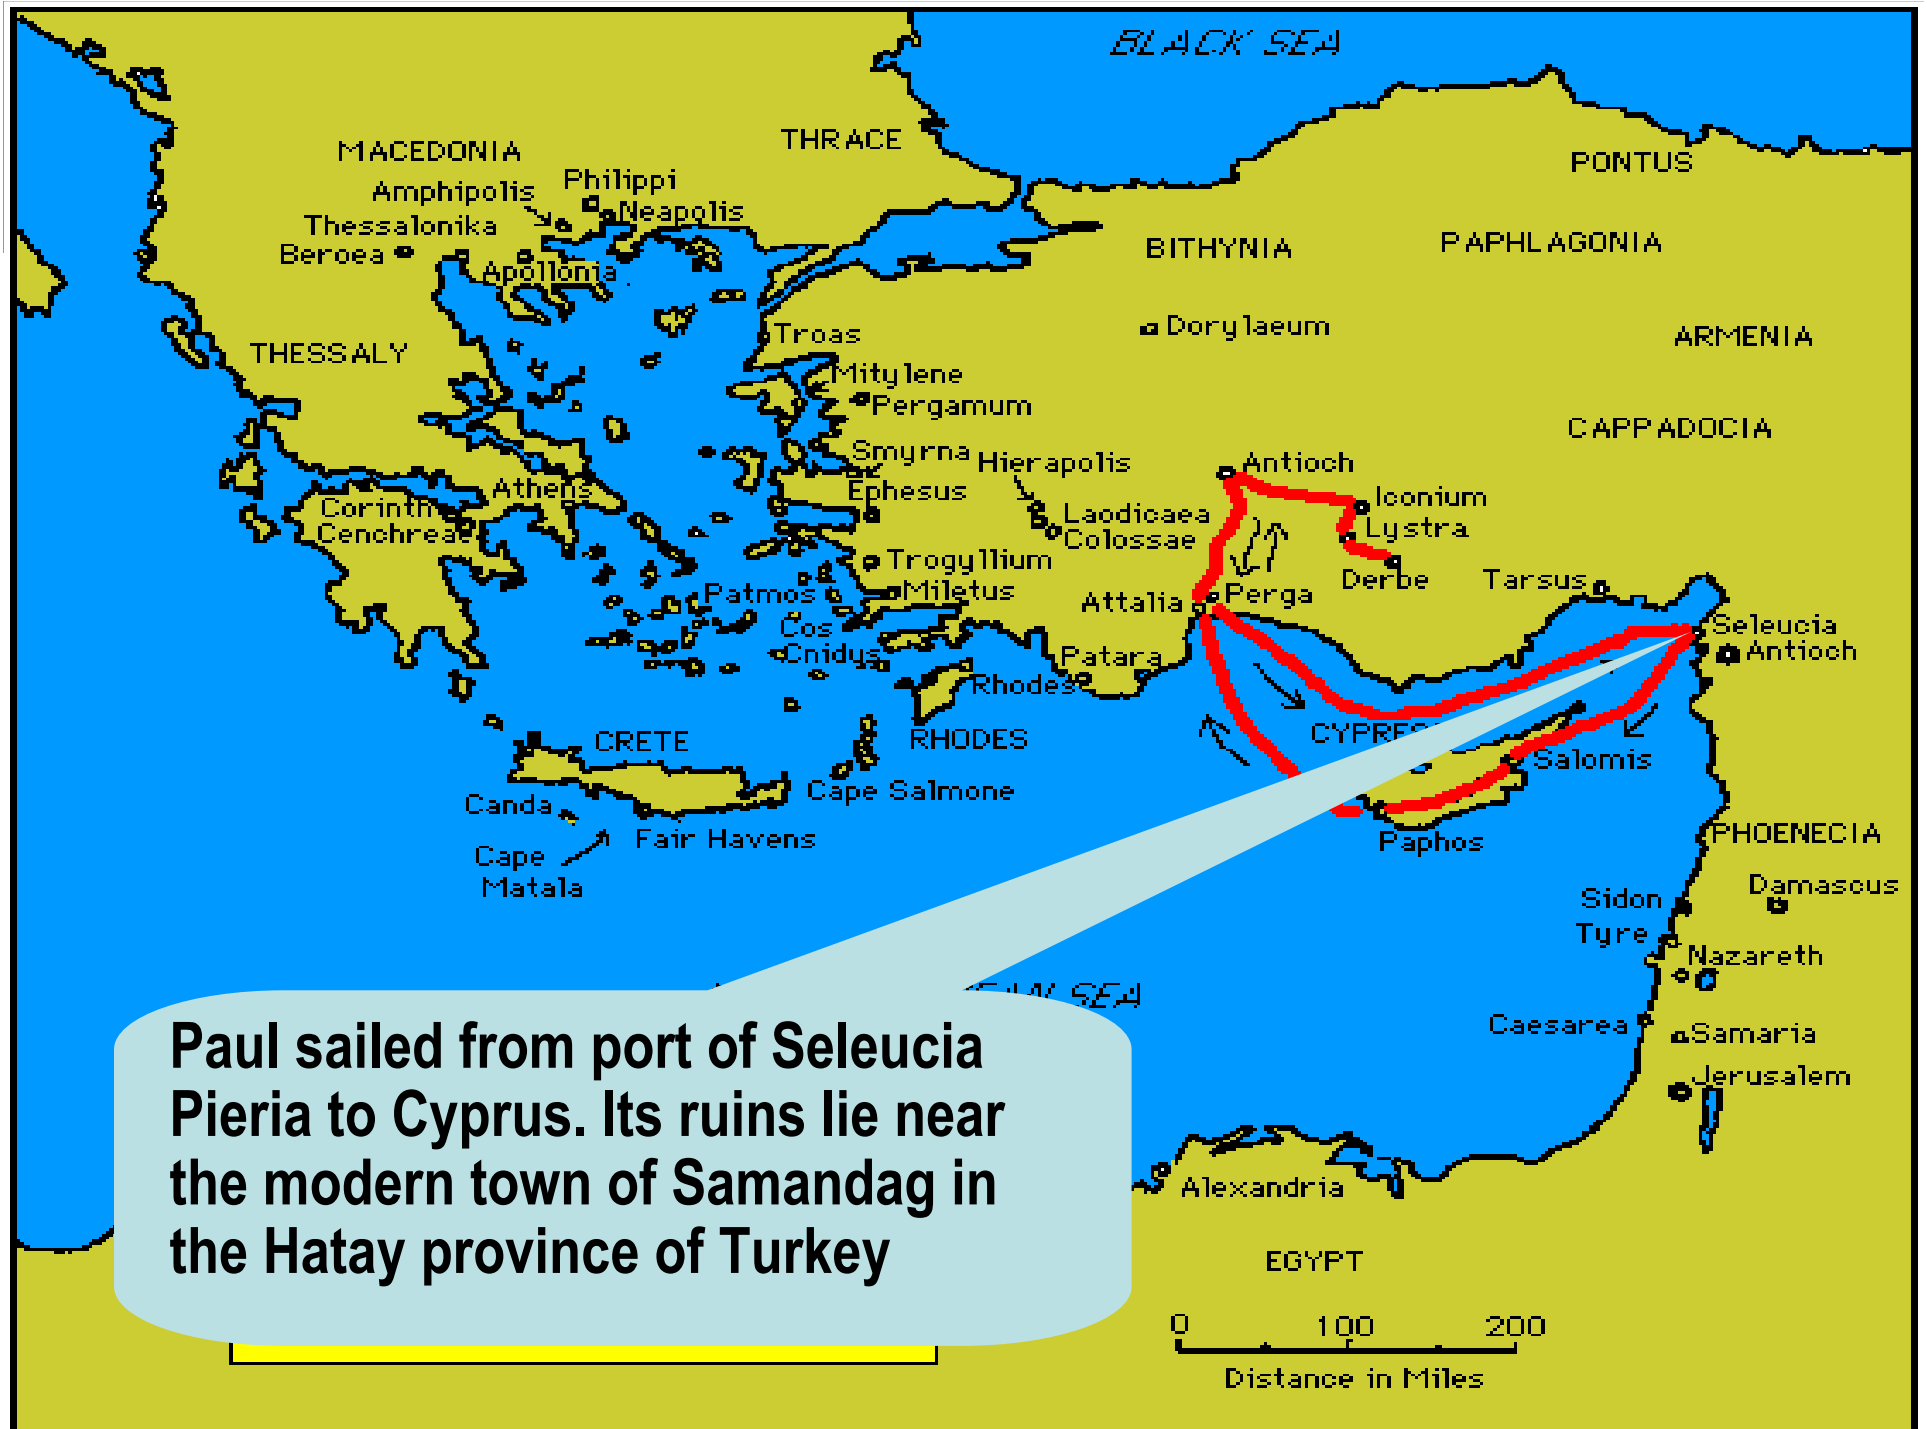 BLACK SEA
THRACE
MACEDONIA
PONTUS
Philippi
Amphipolis
Neapolis
Thessalonika
Beroea
BITHYNIA
PAPHLAGONIA
Apollonia
Dorylaeum
Troas
ARMENIA
THESSALY
Mitylene
Pergamum
CAPPADOCIA
Smyrna
Hierapolis
Antioch
Athens
Ephesus
Iconium
Corinth
Laodicaea
Lystra
Cenchreae
Colossae
Trogyllium
Derbe
Tarsus
Patmos
Miletus
Attalia
Perga
Cos
Seleucia
Cnidus
Patara
Antioch
Rhodes
CRETE
RHODES
CYPRES
Salomis
Canda
Cape Salmone
Fair Havens
Paphos
PHOENECIA
Cape
Matala
Damascus
Sidon
Tyre
Nazareth
SEA
Caesarea
Samaria
Jerusalem
Paul sailed from port of Seleucia
Pieria to Cyprus. Its ruins lie near
the modern town of Samandag in
the Hatay province of Turkey
Alexandria
EGYPT
0 100 200
Distance in Miles